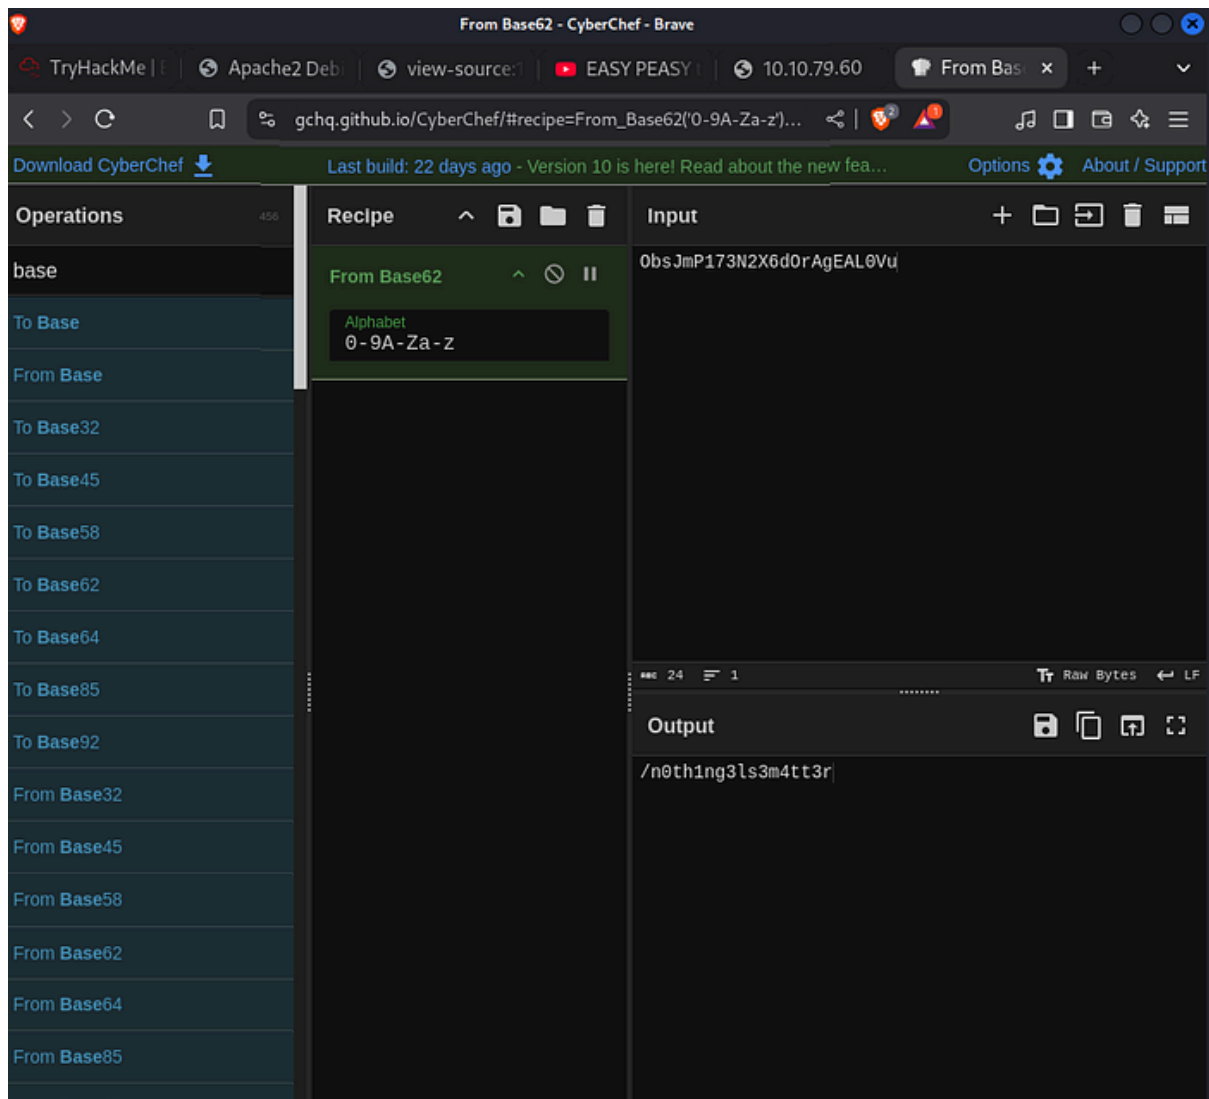 From Base62 - CyberChef - Brave
TryHackMe |
Apache2 Deb
view-source:
EASY PEASY
10.10.79.60
From Bas
gchq.github.io/CyberChef/#recipe=From_Base62('0-9A-Za-z')...
2
1
Download CyberChef
Last build: 22 days ago - Version 10 is here! Read about the new fea...
Options
About / Support
Operations
456
Recipe
Input
base
From Base62
ObsJmP173N2X6dOrAgEAL0Vu
Alphabet
0-9A-Za-z
To Base
From Base
To Base32
To Base45
To Base58
To Base62
To Base64
To Base85
To Base92
From Base32
From Base45
From Base58
From Base62
From Base64
From Base85
24
1
Tт Raw Bytes
LF
Output
/n0th1ng3ls3m4tt3r